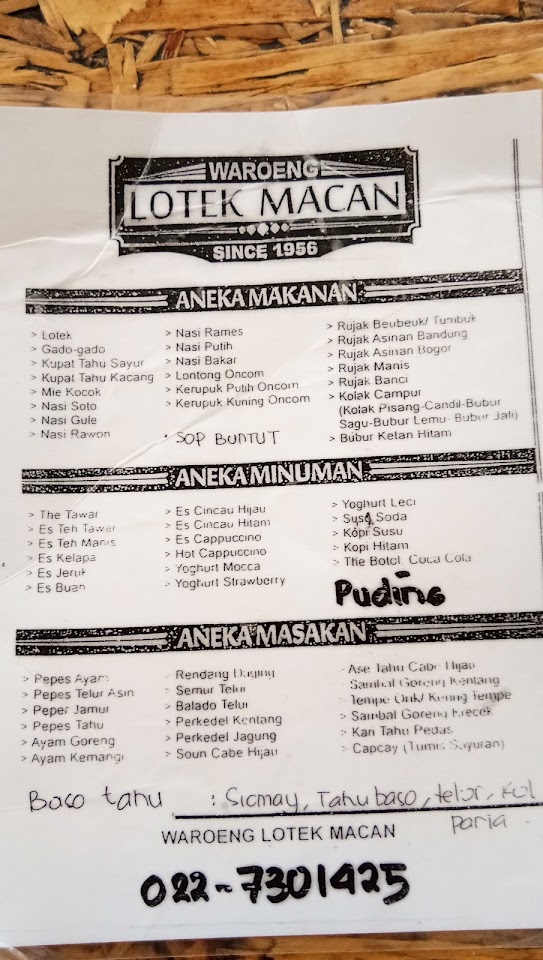 WAROENG
LOTEK MACAN
SINCE 1956
ANEKA MAKANAN
> Lotek
> Gado-gado
> Kupat Tahu Sayur
> Kupat Tahu Kacang
> Mie Kocok
> Nasi Soto
> Nasi Gule
> Nasi Rawon
> Nasi Rames
> Nasi Putih
> Nasi Bakar
> Lontong Oncom
> Kerupuk Putih Oncom
> Kerupuk Kuning Oncom
• SOP BUNTUT
> Rujak Beubeuk/ Tumbuk
> Rujak Asinan Bandung
> Rujak Asinan Bogor
> Rujak Manis
> Rujak Banci
> Kolak Campur
(Kolak Pisang-Candil-Bubur
Sagu-Bubur Lemu- Bubur Jali)
> Bubur Ketan Hitam
ANEKA MINUMAN
> The Tawar
> Es Teh Tawar
> Es Teh Manis
> Es Kelapa
> Es Jeruk
> Es Buah
> Es Cincau Hijau
> Es Cincau Hitam
> Es Cappuccino
> Hot Cappuccino
> Yoghurt Mocca
> Yoghurt Strawberry
> Yoghurt Leci
> Susu Soda
> Kopi Susu
> Kopi Hitam
> The Botol, Coca Cola
Puding
ANEKA MASAKAN
> Pepes Ayam
> Pepes Telur Asin
> Peper Jamur
> Pepes Tahu
> Ayam Goreng
> Ayam Kemangi
> Rendang Daging
> Semur Telur
> Balado Telur
> Perkedel Kentang
> Perkedel Jagung
> Soun Cabe Hijau
> Ase Tahu Cabe Hijau
> Sambal Goreng Kentang
> Tempe Orik/ Kering Tempe
> Sambal Goreng Krecek
> Kari Tahu Pedas
> Capcay (Tumis Sayuran)
Baso tahu : Siomay, Tahu baso, telor, kol
paria
WAROENG LOTEK MACAN
022-7301425